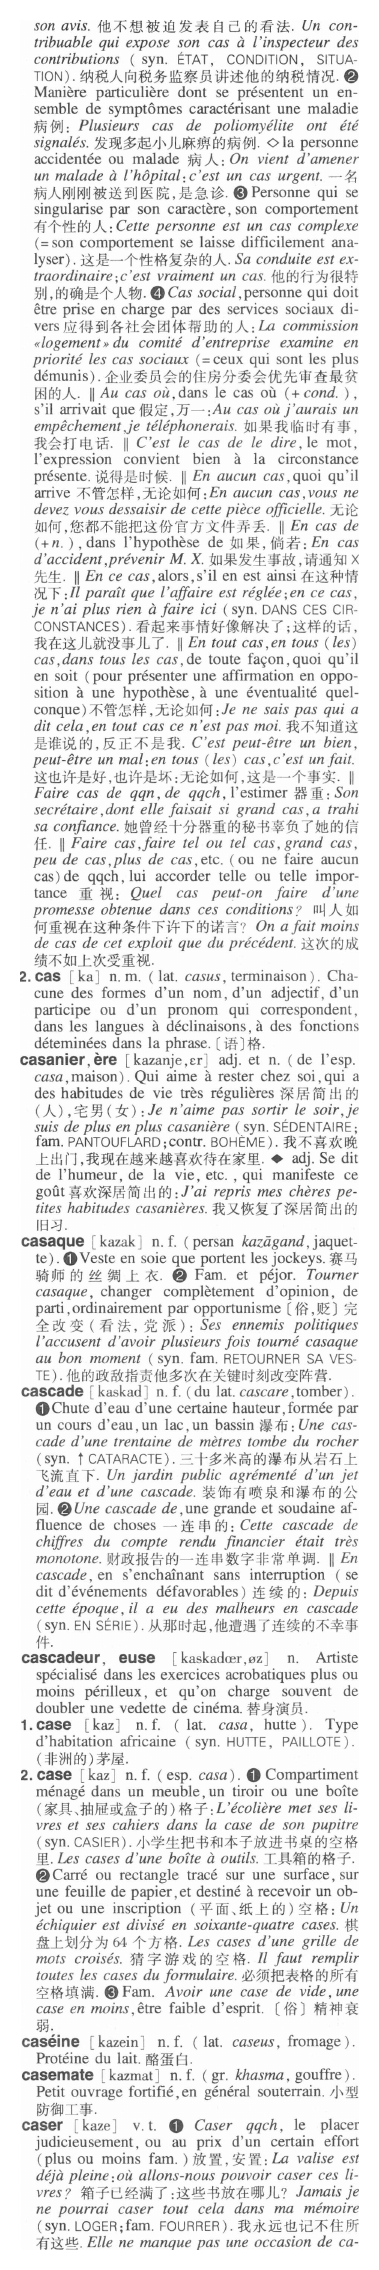 son avis. 他不想被迫发表自己的看法. Un con-
tribuable qui expose son cas à l'inspecteur des
contributions ( syn. ÉTAT, CONDITION, SITUA-
TION). 纳税人向税务监察员讲述他的纳税情况. ❷
Manière particulière dont se présentent un en-
semble de symptômes caractérisant une maladie
病例: Plusieurs cas de poliomyélite ont été
signalés. 发现多起小儿麻痹的病例. ◇ la personne
accidentée ou malade 病人: On vient d'amener
un malade à l'hôpital; c'est un cas urgent. 一名
病人刚刚被送到医院,是急诊. ❸ Personne qui se
singularise par son caractère, son comportement
有个性的人: Cette personne est un cas complexe
(= son comportement se laisse difficilement ana-
lyser). 这是一个性格复杂的人. Sa conduite est ex-
traordinaire; c'est vraiment un cas. 他的行为很特
别,的确是个人物. ❹ Cas social, personne qui doit
être prise en charge par des services sociaux di-
vers 应得到各社会团体帮助的人: La commission
«logement» du comité d'entreprise examine en
priorité les cas sociaux (= ceux qui sont les plus
démunis). 企业委员会的住房分委会优先审查最贫
困的人. ‖ Au cas où, dans le cas où (+ cond. ),
s'il arrivait que 假定,万一: Au cas où j'aurais un
empêchement, je téléphonerais. 如果我临时有事,
我会打电话. ‖ C'est le cas de le dire, le mot,
l'expression convient bien à la circonstance
présente. 说得是时候. ‖ En aucun cas, quoi qu'il
arrive 不管怎样,无论如何: En aucun cas, vous ne
devez vous dessaisir de cette pièce officielle. 无论
如何,您都不能把这份官方文件弄丢. ‖ En cas de
(+n. ), dans l'hypothèse de 如果,倘若: En cas
d'accident, prévenir M. X. 如果发生事故,请通知 X
先生. ‖ En ce cas, alors, s'il en est ainsi 在这种情
况下: Il paraît que l'affaire est réglée; en ce cas,
je n'ai plus rien à faire ici ( syn. DANS CES CIR-
CONSTANCES). 看起来事情好像解决了;这样的话,
我在这儿就没事儿了. ‖ En tout cas, en tous (les)
cas, dans tous les cas, de toute façon, quoi qu'il
en soit (pour présenter une affirmation en oppo-
sition à une hypothèse, à une éventualité quel-
conque) 不管怎样,无论如何: Je ne sais pas qui a
dit cela, en tout cas ce n'est pas moi. 我不知道这
是谁说的,反正不是我. C'est peut-être un bien,
peut-être un mal; en tous (les) cas, c'est un fait.
这也许是好,也许是坏;无论如何,这是一个事实. ‖
Faire cas de qqn, de qqch, l'estimer 器重: Son
secrétaire, dont elle faisait si grand cas, a trahi
sa confiance. 她曾经十分器重的秘书辜负了她的信
任. ‖ Faire cas, faire tel ou tel cas, grand cas,
peu de cas, plus de cas, etc. (ou ne faire aucun
cas) de qqch, lui accorder telle ou telle impor-
tance 重视: Quel cas peut-on faire d'une
promesse obtenue dans ces conditions? 叫人如
何重视在这种条件下许下的诺言? On a fait moins
de cas de cet exploit que du précédent. 这次的成
绩不如上次受重视.
2. cas [ka] n. m. ( lat. casus, terminaison). Cha-
cune des formes d'un nom, d'un adjectif, d'un
participe ou d'un pronom qui correspondent,
dans les langues à déclinaisons, à des fonctions
détemínées dans la phrase. 〔语〕格.
casanier, ère [kazanje, ɛr] adj. et n. ( de l'esp.
casa, maison). Qui aime à rester chez soi, qui a
des habitudes de vie très régulières 深居简出的
(人),宅男(女): Je n'aime pas sortir le soir, je
suis de plus en plus casanière (syn. SÉDENTAIRE;
fam. PANTOUFLARD; contr. BOHÈME). 我不喜欢晚
上出门,我现在越来越喜欢待在家里. ◆ adj. Se dit
de l'humeur, de la vie, etc. , qui manifeste ce
goût 喜欢深居简出的: J'ai repris mes chères pe-
tites habitudes casanières. 我又恢复了深居简出的
旧习.
casaque [kazak] n. f. (persan kazāgand, jaquet-
te). ❶ Veste en soie que portent les jockeys. 赛马
骑师的丝绸上衣. ❷ Fam. et péjor. Tourner
casaque, changer complètement d'opinion, de
parti, ordinairement par opportunisme 〔俗,贬〕完
全改变(看法,党派): Ses ennemis politiques
l'accusent d'avoir plusieurs fois tourné casaque
au bon moment (syn. fam. RETOURNER SA VES-
TE). 他的政敌指责他多次在关键时刻改变阵营.
cascade [kaskad] n. f. (du lat. cascare, tomber).
❶ Chute d'eau d'une certaine hauteur, formée par
un cours d'eau, un lac, un bassin 瀑布: Une cas-
cade d'une trentaine de mètres tombe du rocher
(syn. ↑ CATARACTE). 三十多米高的瀑布从岩石上
飞流直下. Un jardin public agrémenté d'un jet
d'eau et d'une cascade. 装饰有喷泉和瀑布的公
园. ❷ Une cascade de, une grande et soudaine af-
fluence de choses 一连串的: Cette cascade de
chiffres du compte rendu financier était très
monotone. 财政报告的一连串数字非常单调. ‖ En
cascade, en s'enchaînant sans interruption (se
dit d'événements défavorables) 连续的: Depuis
cette époque, il a eu des malheurs en cascade
(syn. EN SÉRIE). 从那时起,他遭遇了连续的不幸事
件.
cascadeur, euse [kaskadœr, øz] n. Artiste
spécialisé dans les exercices acrobatiques plus ou
moins périlleux, et qu'on charge souvent de
doubler une vedette de cinéma. 替身演员.
1. case [kaz] n. f. ( lat. casa, hutte). Type
d'habitation africaine (syn. HUTTE, PAILLOTE).
(非洲的)茅屋.
2. case [kaz] n. f. (esp. casa). ❶ Compartiment
ménagé dans un meuble, un tiroir ou une boîte
(家具、抽屉或盒子的)格子: L'écolière met ses li-
vres et ses cahiers dans la case de son pupitre
(syn. CASIER). 小学生把书和本子放进书桌的空格
里. Les cases d'une boîte à outils. 工具箱的格子.
❷ Carré ou rectangle tracé sur une surface, sur
une feuille de papier, et destiné à recevoir un ob-
jet ou une inscription (平面、纸上的)空格: Un
échiquier est divisé en soixante-quatre cases. 棋
盘上划分为 64 个方格. Les cases d'une grille de
mots croisés. 猜字游戏的空格. Il faut remplir
toutes les cases du formulaire. 必须把表格的所有
空格填满. ❸ Fam. Avoir une case de vide, une
case en moins, être faible d'esprit. 〔俗〕精神衰
弱.
caséine [kazein] n. f. ( lat. caseus, fromage).
Protéine du lait. 酪蛋白.
casemate [kazmat] n. f. (gr. khasma, gouffre).
Petit ouvrage fortifié, en général souterrain. 小型
防御工事.
caser [kaze] v. t. ❶ Caser qqch, le placer
judicieusement, ou au prix d'un certain effort
(plus ou moins fam. ) 放置,安置: La valise est
déjà pleine: où allons-nous pouvoir caser ces li-
vres? 箱子已经满了:这些书放在哪儿? Jamais je
ne pourrai caser tout cela dans ma mémoire
(syn. LOGER; fam. FOURRER). 我永远也记不住所
有这些. Elle ne manque pas une occasion de ca-